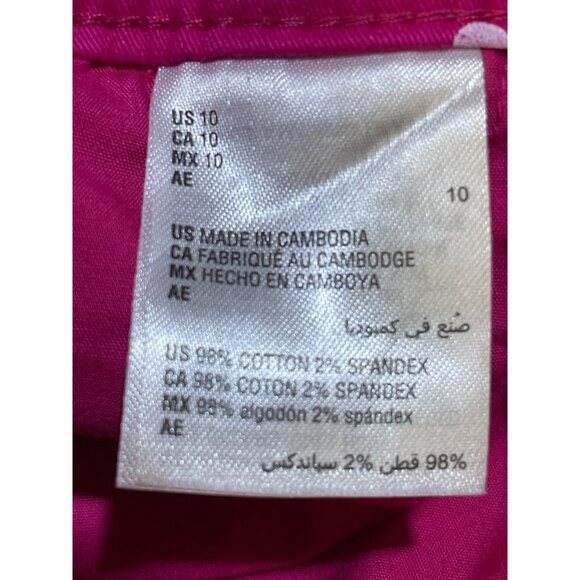 US 10
CA 10
MX 10
AE
10
US MADE IN CAMBODIA
CA FABRIQUÉ AU CAMBODGE
MX HECHO EN CAMBOYA
AE
صُنع في كمبوديا
US 98% COTTON 2% SPANDEX
CA 98% COTON 2% SPANDEX
MX 98% algodón 2% spándex
AE
98% قطن 2% سباندكس